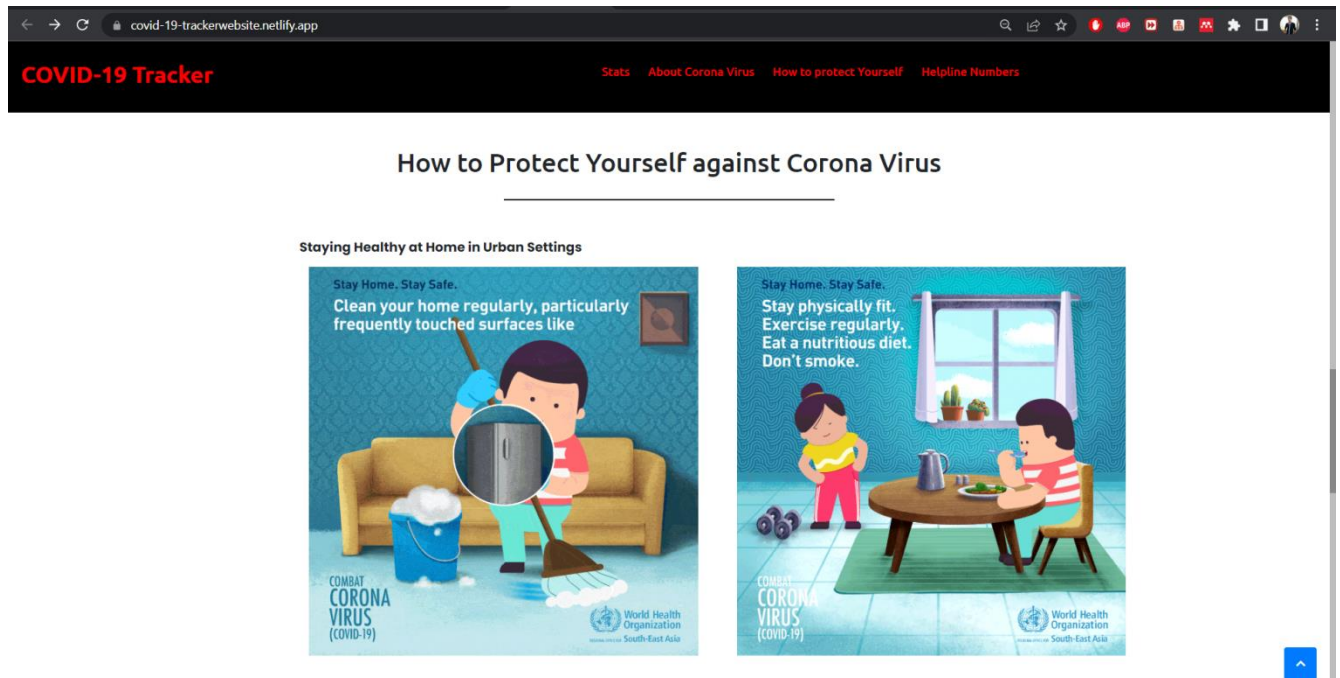 covid-19-trackerwebsite.netlify.app
ABP
COVID-19 Tracker
Stats About Corona Virus How to protect Yourself Helpline Numbers
How to Protect Yourself against Corona Virus
Staying Healthy at Home in Urban Settings
Stay Home. Stay Safe.
Clean your home regularly, particularly
frequently touched surfaces like
COMBAT
CORONA
VIRUS
(COVID-19)
World Health
Organization
South-East Asia
Stay Home. Stay Safe.
Stay physically fit.
Exercise regularly.
Eat a nutritious diet.
Don't smoke.
COMBAT
CORONA
VIRUS
(COVID-19)
World Health
Organization
South-East Asia